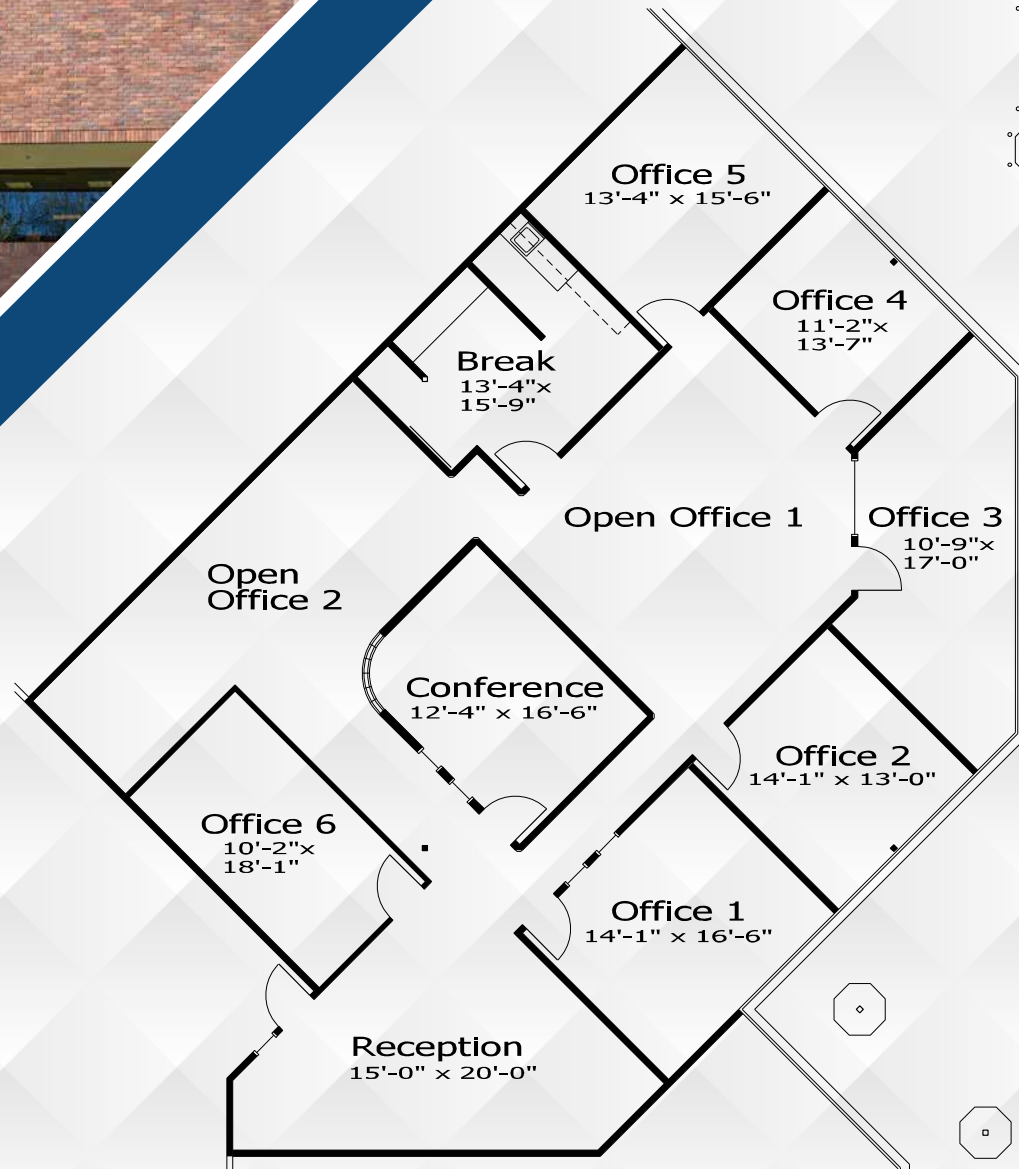 Office 5
13'-4" x 15'-6"
Office 4
11'-2"x
13'-7"
Break
13'-4"x
15'-9"
Open Office 1
Office 3
10'-9"x
17'-0"
Open
Office 2
Conference
12'-4" x 16'-6"
Office 2
14'-1" x 13'-0"
Office 6
10'-2"x
18'-1"
Office 1
14'-1" x 16'-6"
Reception
15'-0" x 20'-0"